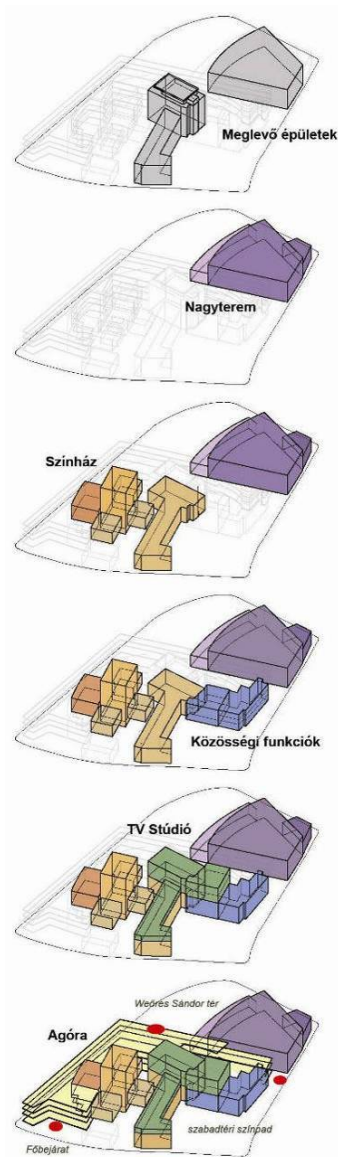 Meglevő épületek
Nagyterem
Színház
Közösségi funkciók
TV Stúdió
Weöres Sándor tér
Agóra
szabadtéri színpad
Főbejárat